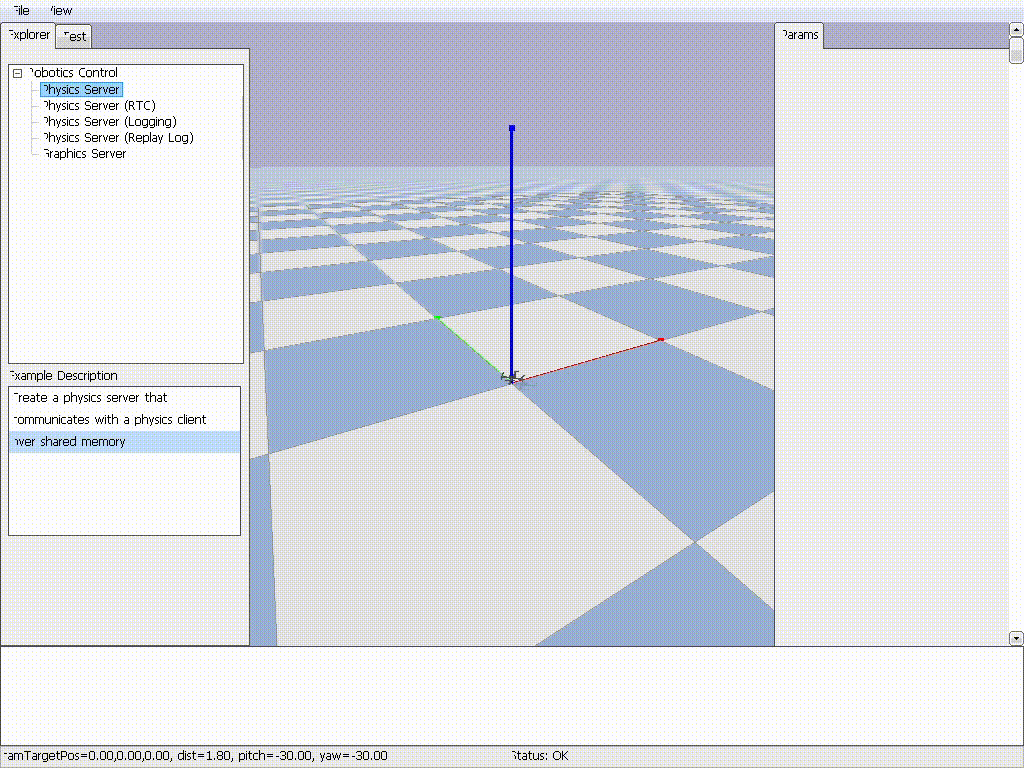 File View
Explorer Test
Params
Robotics Control
Physics Server
Physics Server (RTC)
Physics Server (Logging)
Physics Server (Replay Log)
Graphics Server
Example Description
Create a physics server that
communicates with a physics client
over shared memory
camTargetPos=0.00,0.00,0.00, dist=1.80, pitch=-30.00, yaw=-30.00
Status: OK